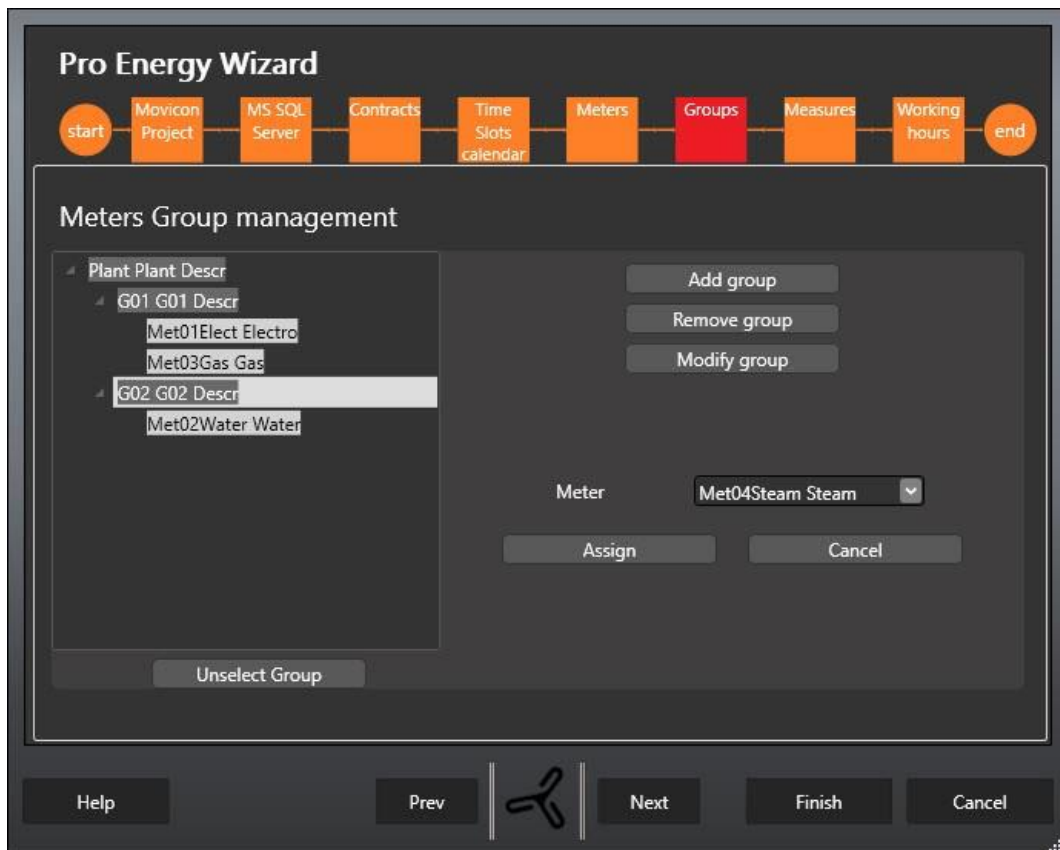 Pro Energy Wizard
start
Movicon
Project
MS SQL
Server
Contracts
Time
Slots
calendar
Meters
Groups
Measures
Working
hours
end
Meters Group management
Plant Plant Descr
G01 G01 Descr
Met01Elect Electro
Met03Gas Gas
G02 G02 Descr
Met02Water Water
Add group
Remove group
Modify group
Meter
Met04Steam Steam
Assign
Cancel
Unselect Group
Help
Prev
Next
Finish
Cancel